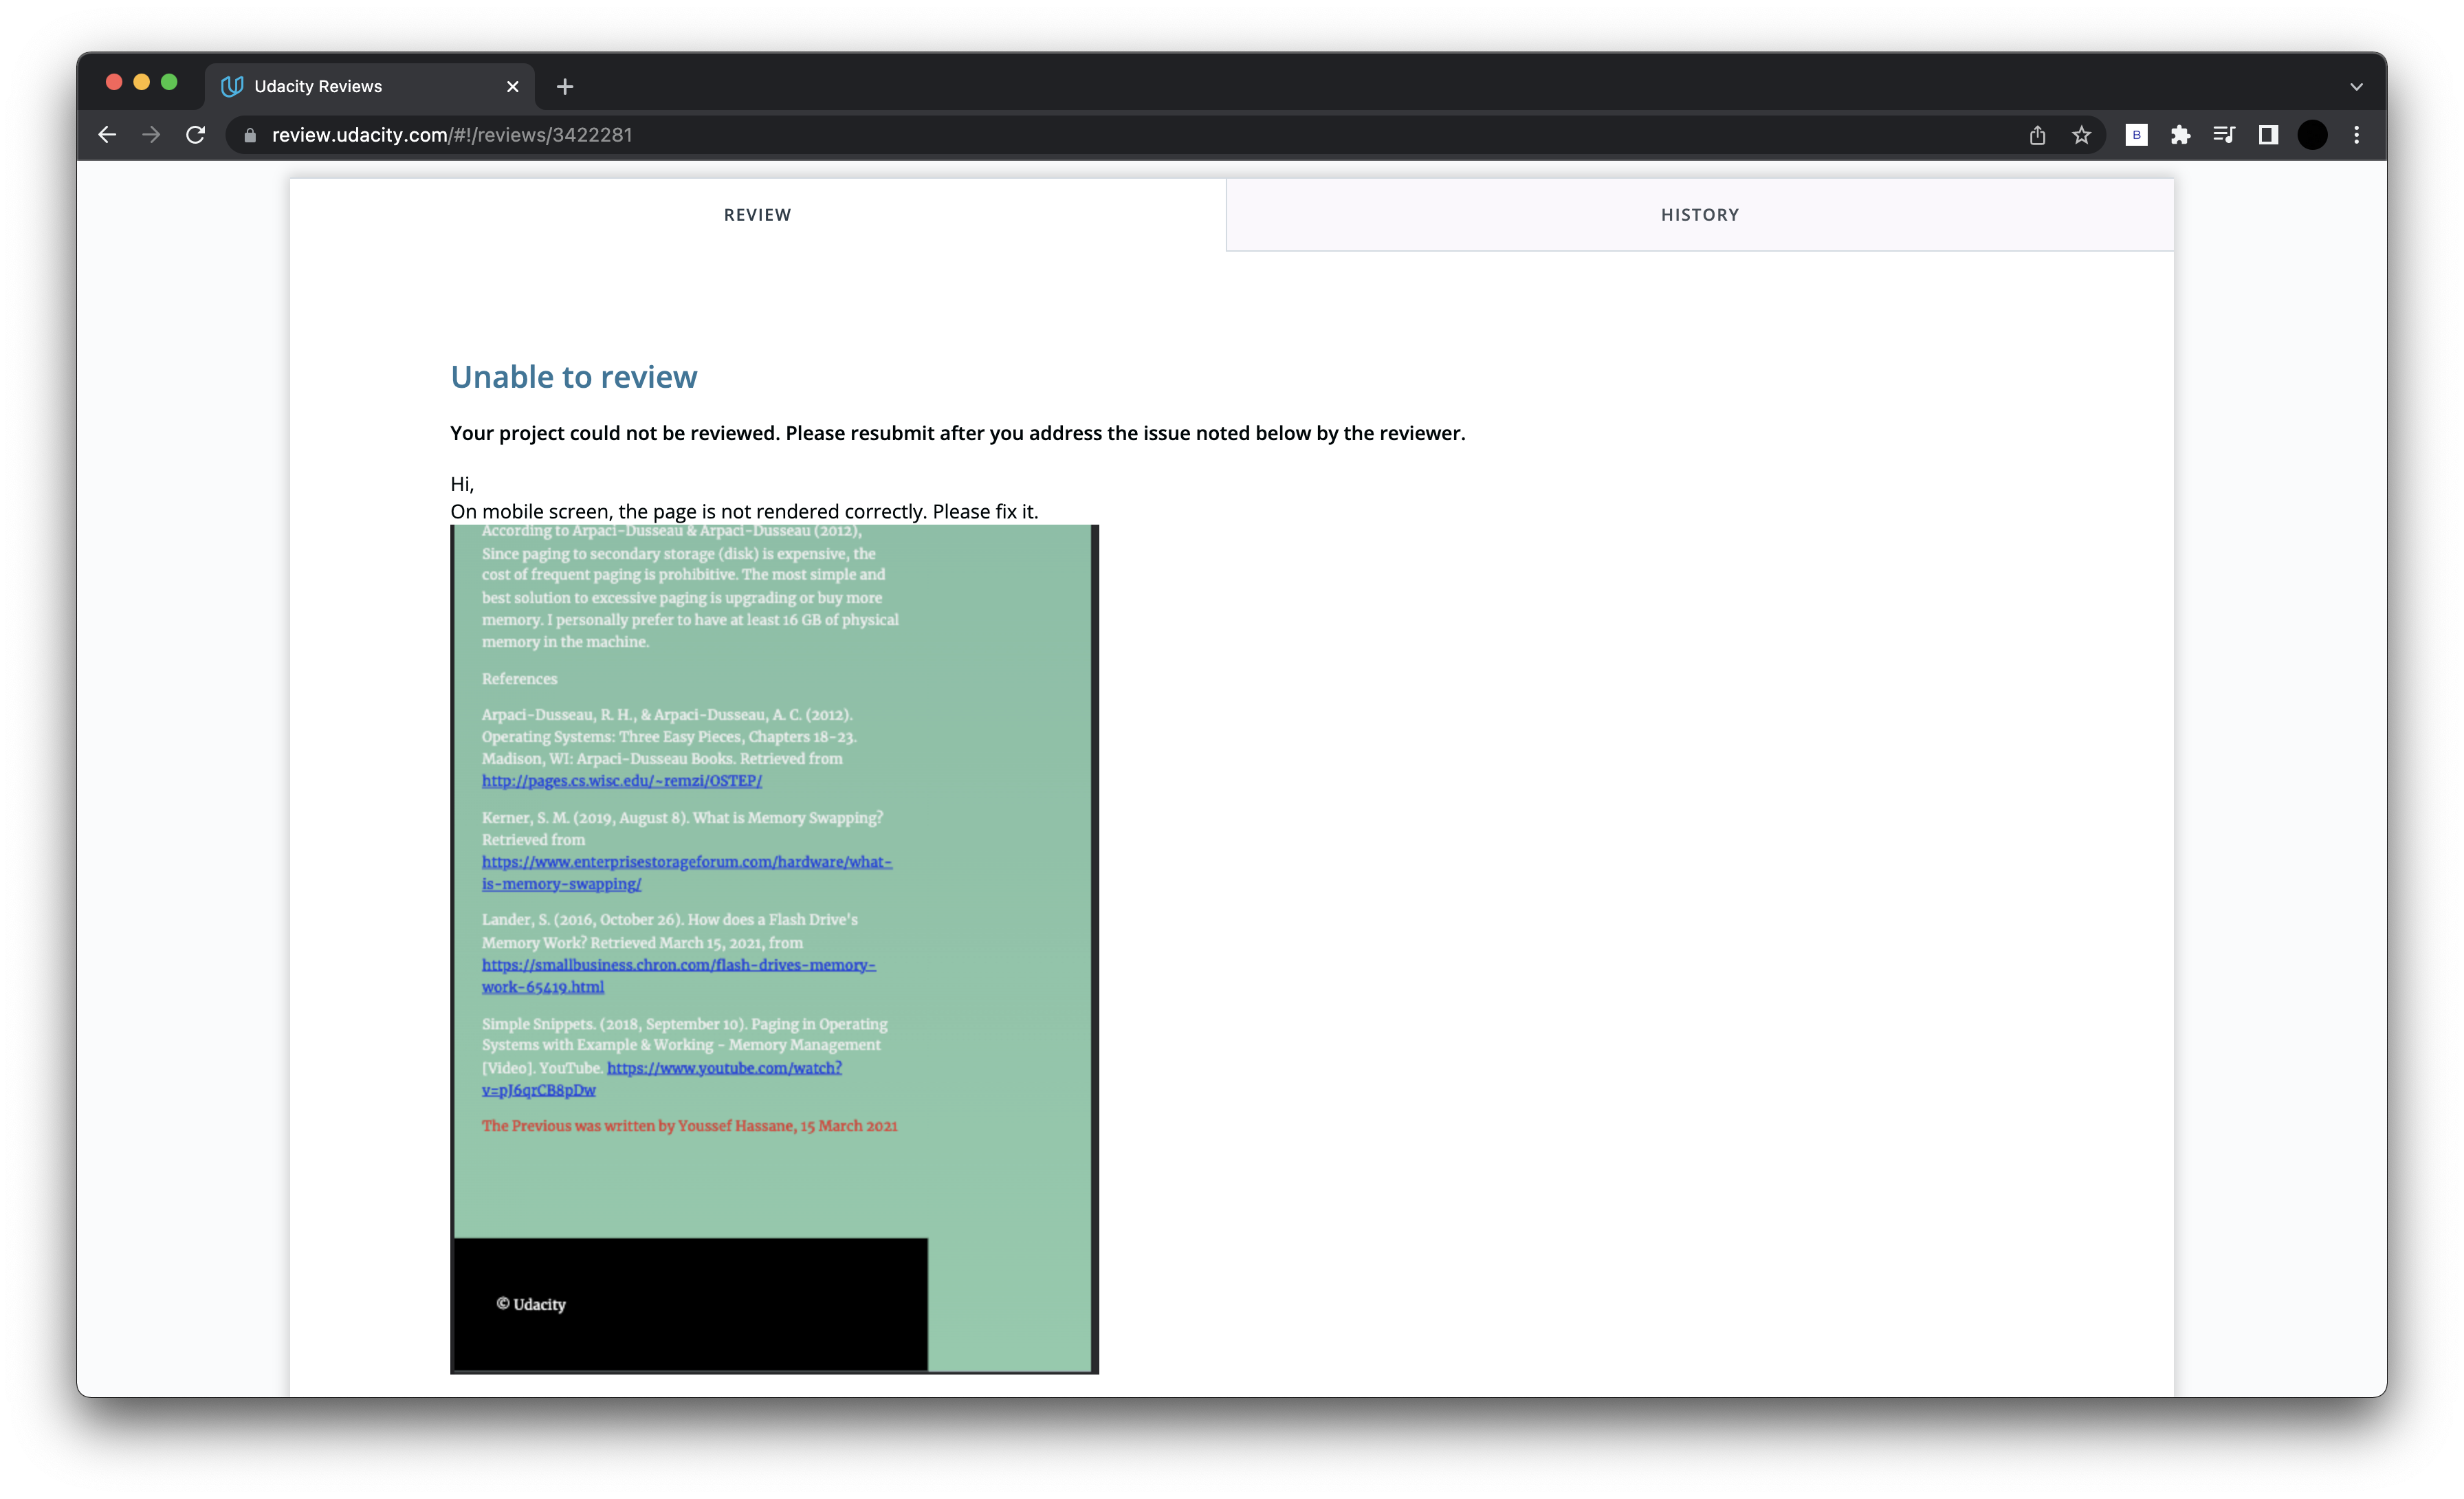 Udacity Reviews
review.udacity.com/#!/reviews/3422281
B
REVIEW
HISTORY
Unable to review
Your project could not be reviewed. Please resubmit after you address the issue noted below by the reviewer.
Hi,
On mobile screen, the page is not rendered correctly. Please fix it.
According to Arpaci-Dusseau & Arpaci-Dusseau (2012),
Since paging to secondary storage (disk) is expensive, the
cost of frequent paging is prohibitive. The most simple and
best solution to excessive paging is upgrading or buy more
memory. I personally prefer to have at least 16 GB of physical
memory in the machine.
References
Arpaci-Dusseau, R. H., & Arpaci-Dusseau, A. C. (2012).
Operating Systems: Three Easy Pieces, Chapters 18-23.
Madison, WI: Arpaci-Dusseau Books. Retrieved from
http://pages.cs.wisc.edu/~remzi/OSTEP/
Kerner, S. M. (2019, August 8). What is Memory Swapping?
Retrieved from
https://www.enterprisestorageforum.com/hardware/what-
is-memory-swapping/
Lander, S. (2016, October 26). How does a Flash Drive's
Memory Work? Retrieved March 15, 2021, from
https://smallbusiness.chron.com/flash-drives-memory-
work-65419.html
Simple Snippets. (2018, September 10). Paging in Operating
Systems with Example & Working - Memory Management
[Video]. YouTube. https://www.youtube.com/watch?
v=pJ6qrCB8pDw
The Previous was written by Youssef Hassane, 15 March 2021
© Udacity